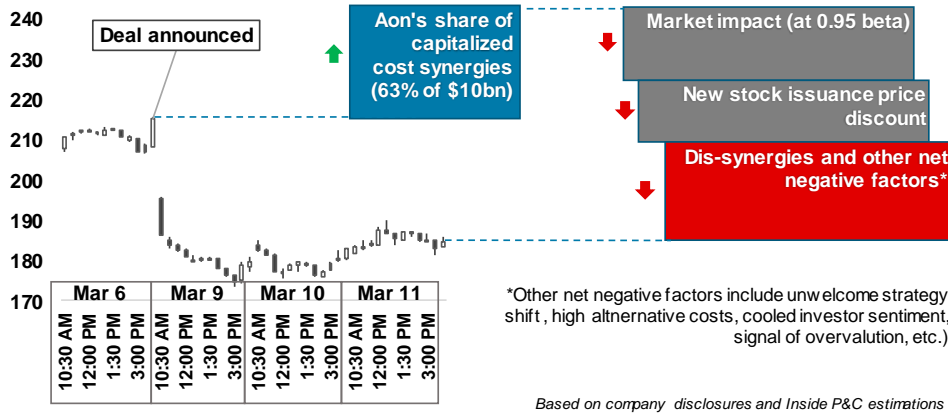 240
230
220
210
200
190
180
170
Deal announced
Aon's share of
capitalized
cost synergies
(63% of $10bn)
Market impact (at 0.95 beta)
New stock issuance price
discount
Dis-synergies and other net
negative factors*
Mar 6
Mar 9
Mar 10
Mar 11
10:30 AM
12:00 PM
1:30 PM
3:00 PM
10:30 AM
12:00 PM
1:30 PM
3:00 PM
10:30 AM
12:00 PM
1:30 PM
3:00 PM
10:30 AM
12:00 PM
1:30 PM
3:00 PM
*Other net negative factors include unwelcome strategy
shift , high altnernative costs, cooled investor sentiment,
signal of overvalution, etc.)
Based on company disclosures and Inside P&C estimations